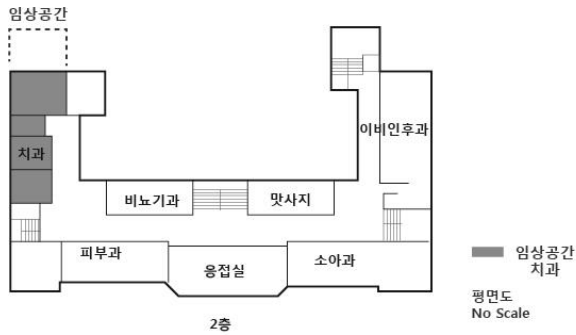 임상공간
이비인후과
치과
비뇨기과
맛사지
피부과
응접실
소아과
임상공간
치과
평면도
No Scale
2층